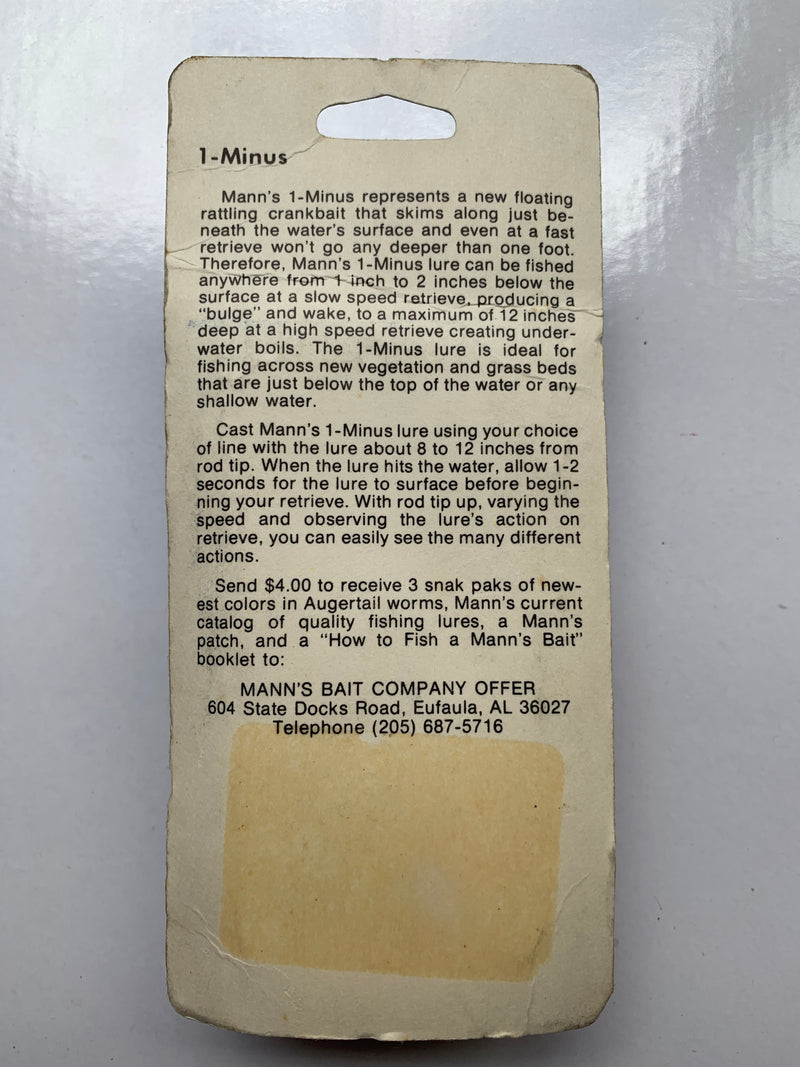 1-Minus
Mann's 1-Minus represents a new floating
rattling crankbait that skims along just be-
neath the water's surface and even at a fast
retrieve won't go any deeper than one foot.
Therefore, Mann's 1-Minus lure can be fished
anywhere from 1 inch to 2 inches below the
surface at a slow speed retrieve, producing a
"bulge" and wake, to a maximum of 12 inches
deep at a high speed retrieve creating under-
water boils. The 1-Minus lure is ideal for
fishing across new vegetation and grass beds
that are just below the top of the water or any
shallow water.
Cast Mann's 1-Minus lure using your choice
of line with the lure about 8 to 12 inches from
rod tip. When the lure hits the water, allow 1-2
seconds for the lure to surface before begin-
ning your retrieve. With rod tip up, varying the
speed and observing the lure's action on
retrieve, you can easily see the many different
actions.
Send $4.00 to receive 3 snak paks of new-
est colors in Augertail worms, Mann's current
catalog of quality fishing lures, a Mann's
patch, and a "How to Fish a Mann's Bait"
booklet to:
MANN'S BAIT COMPANY OFFER
604 State Docks Road, Eufaula, AL 36027
Telephone (205) 687-5716